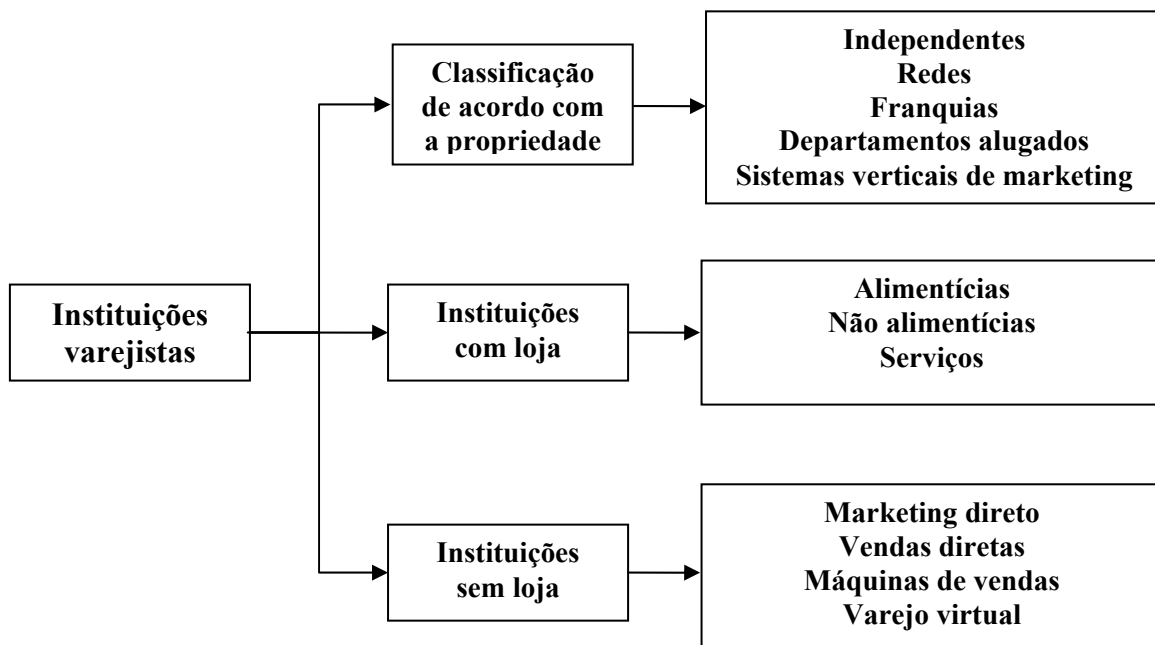 Instituições
varejistas
Classificação
de acordo com
a propriedade
Independentes
Redes
Franquias
Departamentos alugados
Sistemas verticais de marketing
Instituições
com loja
Alimentícias
Não alimentícias
Serviços
Instituições
sem loja
Marketing direto
Vendas diretas
Máquinas de vendas
Varejo virtual